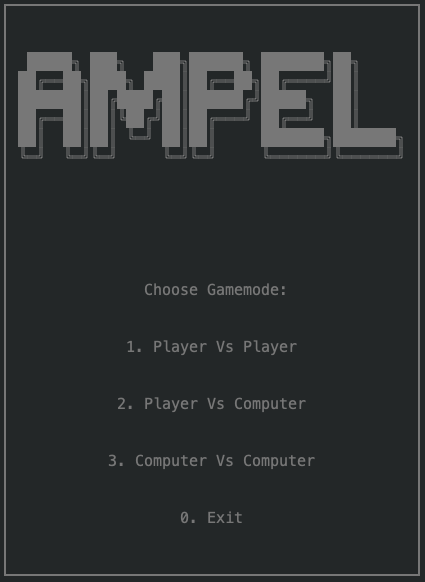 AMPEL
Choose Gamemode:
1. Player Vs Player
2. Player Vs Computer
3. Computer Vs Computer
0. Exit